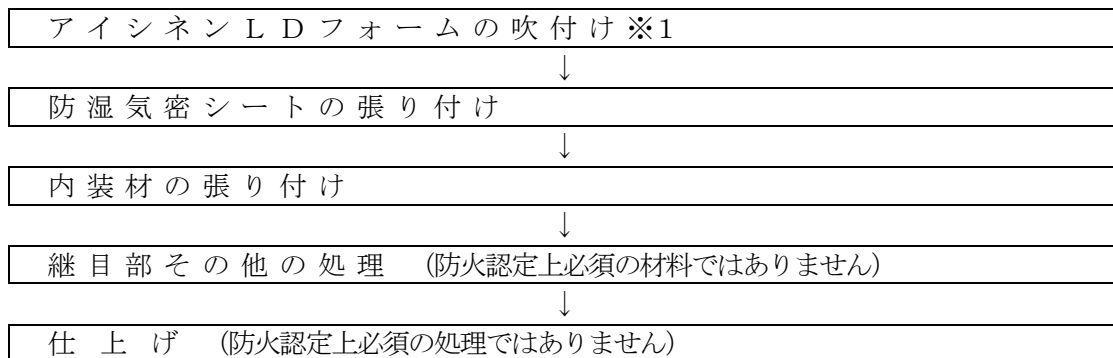 アイシネンLDフォームの吹付け※1
↓
防湿気密シートの張り付け
↓
内装材の張り付け
↓
継目部その他の処理 (防火認定上必須の材料ではありません)
↓
仕上げ (防火認定上必須の処理ではありません)